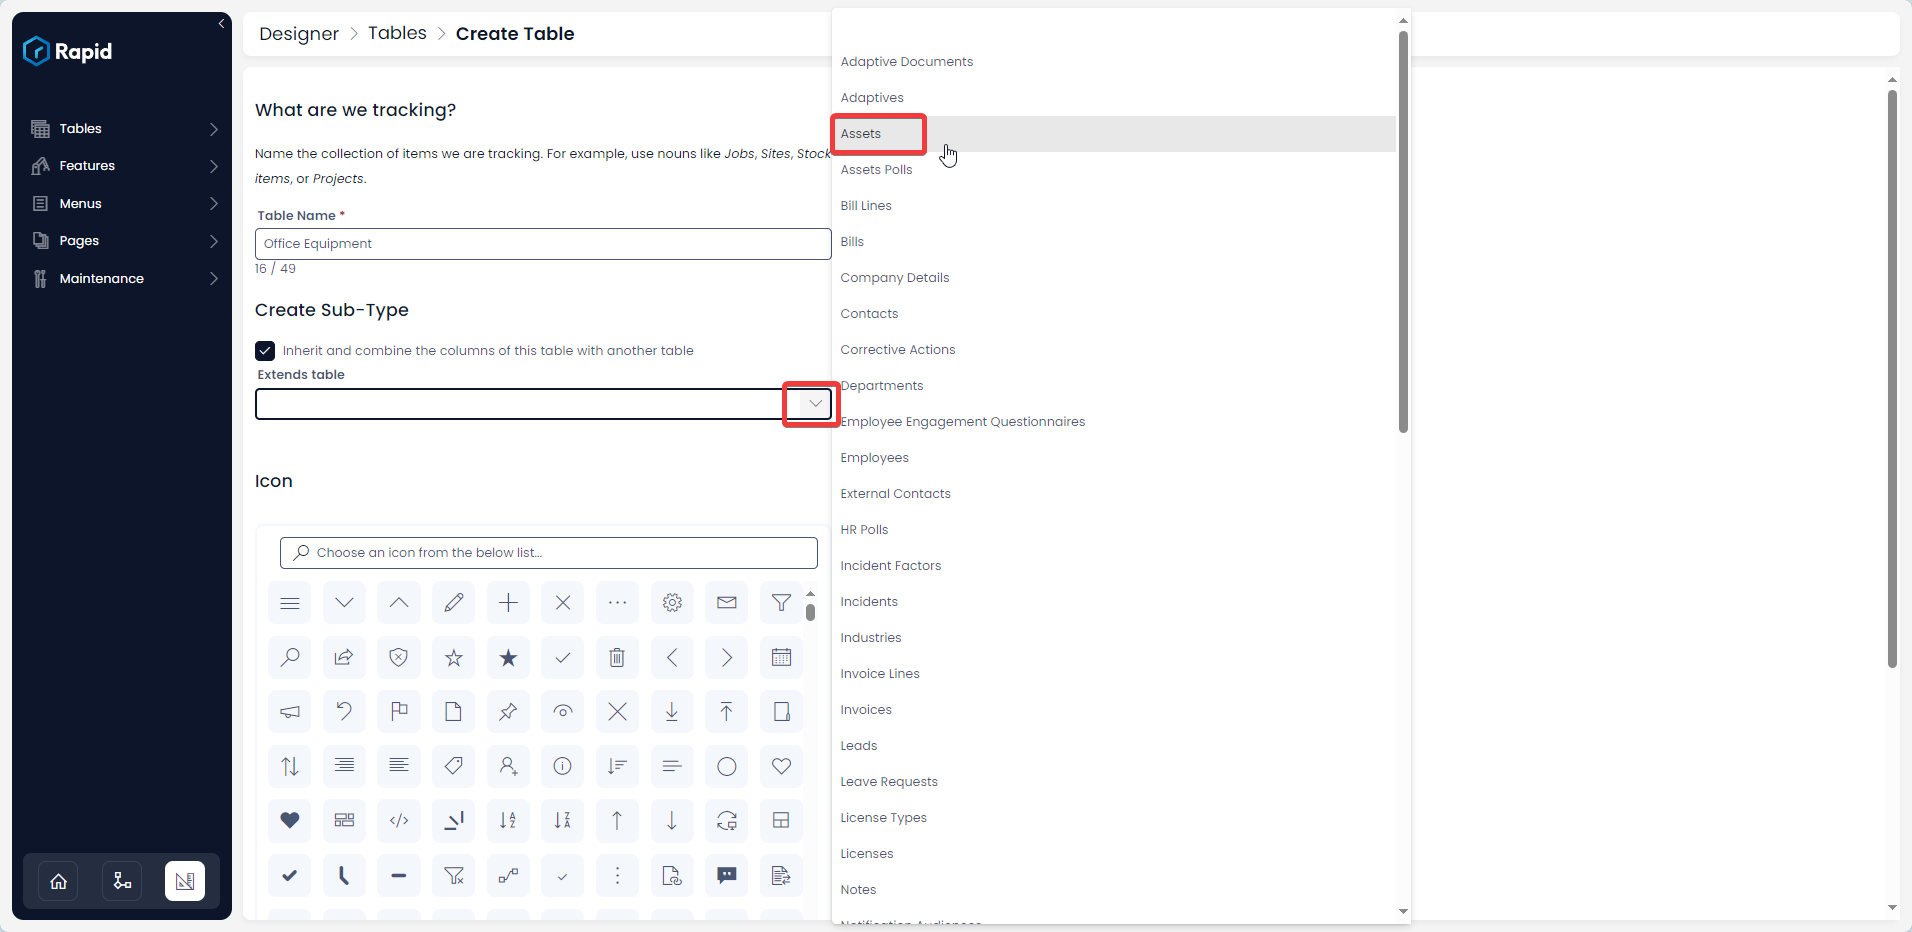 Rapid
Tables
Features
Menus
Pages
Maintenance
Designer > Tables > Create Table
What are we tracking?
Name the collection of items we are tracking. For example, use nouns like Jobs, Sites, Stock
items, or Projects.
Table Name *
Office Equipment
16 / 49
Create Sub-Type
Inherit and combine the columns of this table with another table
Extends table
Icon
Choose an icon from the below list...
Adaptive Documents
Adaptives
Assets
Assets Polls
Bill Lines
Bills
Company Details
Contacts
Corrective Actions
Departments
Employee Engagement Questionnaires
Employees
External Contacts
HR Polls
Incident Factors
Incidents
Industries
Invoice Lines
Invoices
Leads
Leave Requests
License Types
Licenses
Notes
Notification Audiences